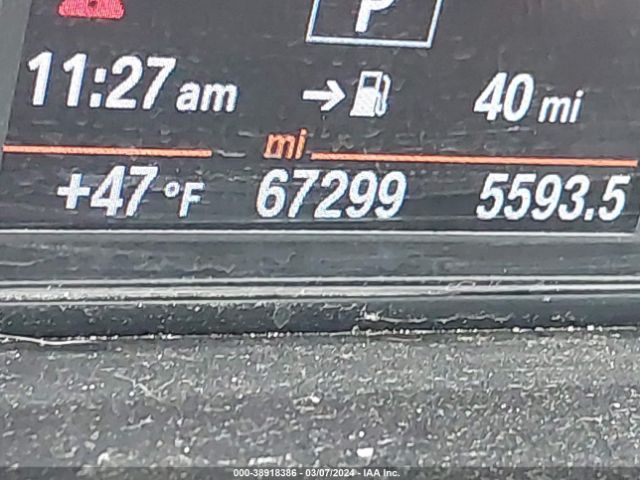 P
11:27 am 40 mi
mi
+47 °F 67299 5593.5
000-38918386 - 03/07/2024 - IAA Inc.